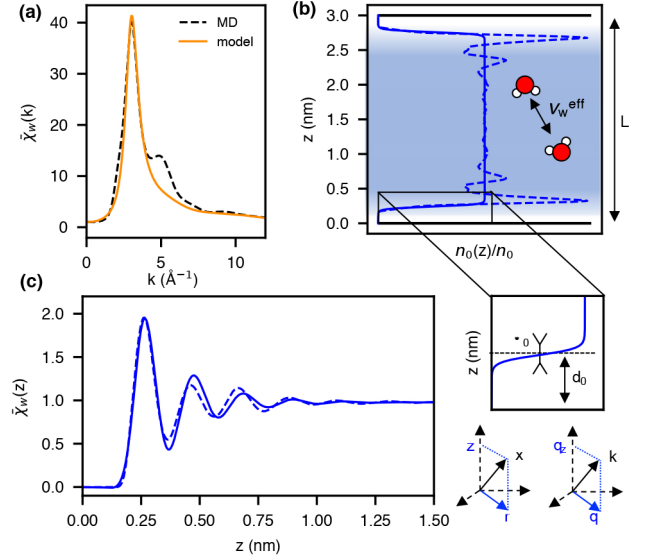 (a)
MD
model
χ̄w(k)
40
30
20
10
0
0
5
10
k (Å⁻¹)
(b)
z (nm)
3.0
2.5
2.0
1.5
1.0
0.5
0.0
Vw^eff
L
n0(z)/n0
(c)
χ̄w(z)
2.0
1.5
1.0
0.5
0.0
0.00
0.25
0.50
0.75
1.00
1.25
1.50
z (nm)
z (nm)
0
d0
z
x
r
qz
k
q